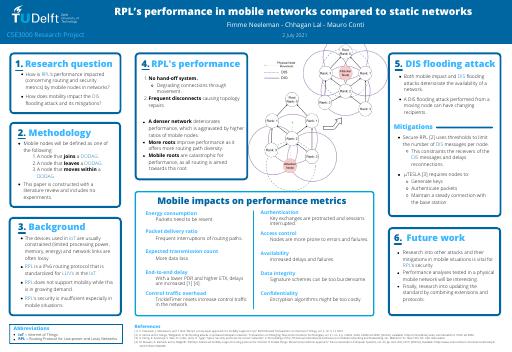 RPL's performance in mobile networks compared to static networks
TU Delft
Delft
University of
Technology
Fimme Neeleman - Chhagan Lal - Mauro Conti
CSE3000 Research Project
2 July 2021
1. Research question
How is RPL's performance impacted
concerning routing and security
metrics by mobile nodes in networks?
How does mobility impact the DIS
flooding attack and its mitigations?
2. Methodology
Mobile nodes will be defined as one of
the following:
1. A node that joins a DODAG.
2. A node that leaves a DODAG.
3. A node that moves within a
DODAG.
This paper is constructed with a
literature review and includes no
experiments.
3. Background
The devices used in IoT are usually
constrained (limited processing power,
memory, energy) and network links are
often lossy.
RPL is a IPv6 routing protocol that is
standardised for LLN's in the IoT
RPL does not support mobility while this
is in growing demand.
RPL's security is insufficient especially in
mobile situations.
Abbreviations
IoT - Internet of Things
RPL - Routing Protocol for Low-power and Lossy Networks
4. RPL's performance
1. No hand-off system.
Degrading connections through
movement.
2. Frequent disconnects causing topology
repairs.
A denser network deteriorates
performance, which is aggravated by higher
ratios of mobile nodes.
More roots improve performance as it
offers more routing path diversity
Mobile roots are catastrophic for
performance, as all routing is aimed
towards this root
DIS
DIO
Mobile impacts on performance metrics
Energy consumption
Packets need to be resent
Packet delivery ratio
Frequent interruptions of routing paths
Expected transmission count
More data loss
End-to-end delay
With a lower PDR and higher ETX, delays
are increased [1] [4]
Control traffic overhead
TrickleTimer resets increase control traffic
in the network
Authentication
Key exchanges are protracted and sessions
interrupted
Access control
Nodes are more prone to errors and failures
Availability
Increased delays and failures
Data integrity
Signature schemes can be too burdensome
Confidentiality
Encryption algorithms might be too costly
References
5. DIS flooding attack
Both mobile impact and DIS flooding
attacks deteriorate the availability of a
network.
A DIS flooding attack performed from a
moving node can have changing
recipients.
Mitigations
Secure RPL [2] uses thresholds to limit
the number of DIS messages per node.
This constrains the receivers of the
DIS messages and delays
reconnections.
μTESLA [3] requires nodes to:
Generate keys
Authenticate packets
Maintain a steady connection
with the base station
6. Future work
Research into other attacks and their
mitigations in mobile situations is vital for
RPL's security
Performance analyses tested in a physical
mobile network will be interesting.
Finally, research into updating the
standard by combining extensions and
protocols